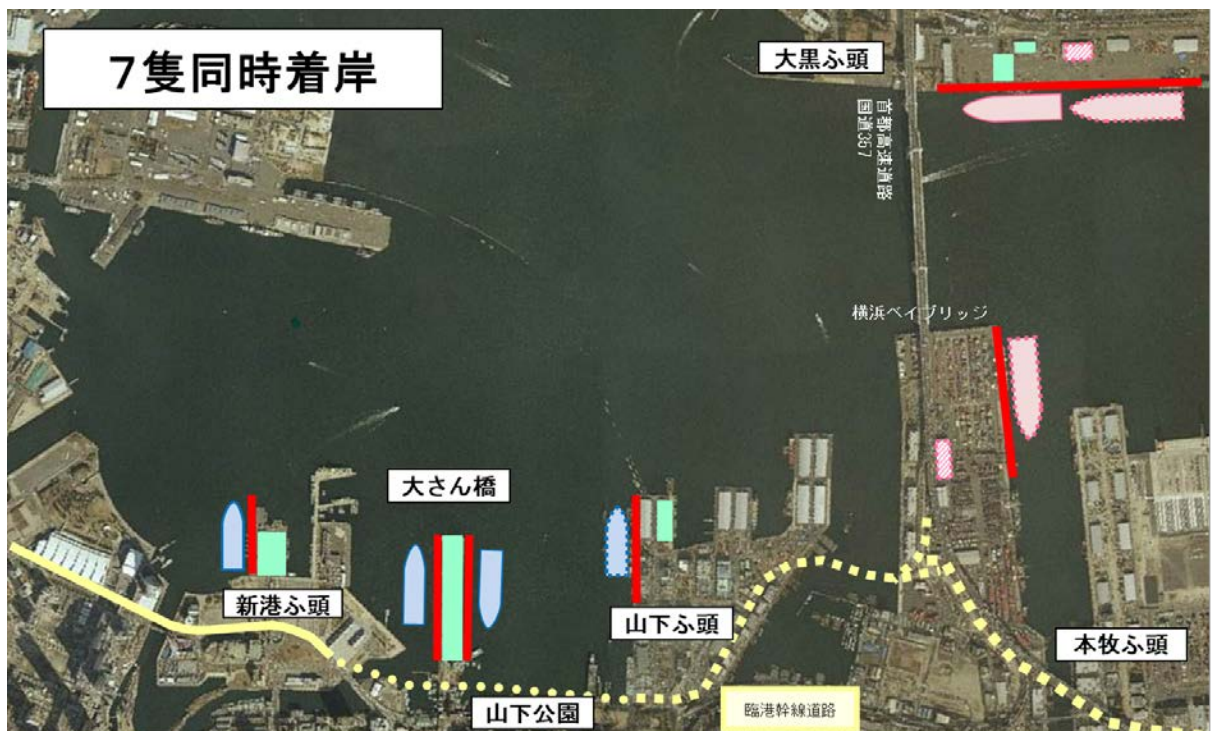 7隻同時着岸
大黒ふ頭
首都高速道路
国道357
横浜ベイブリッジ
大さん橋
新港ふ頭
山下ふ頭
本牧ふ頭
山下公園
臨港幹線道路